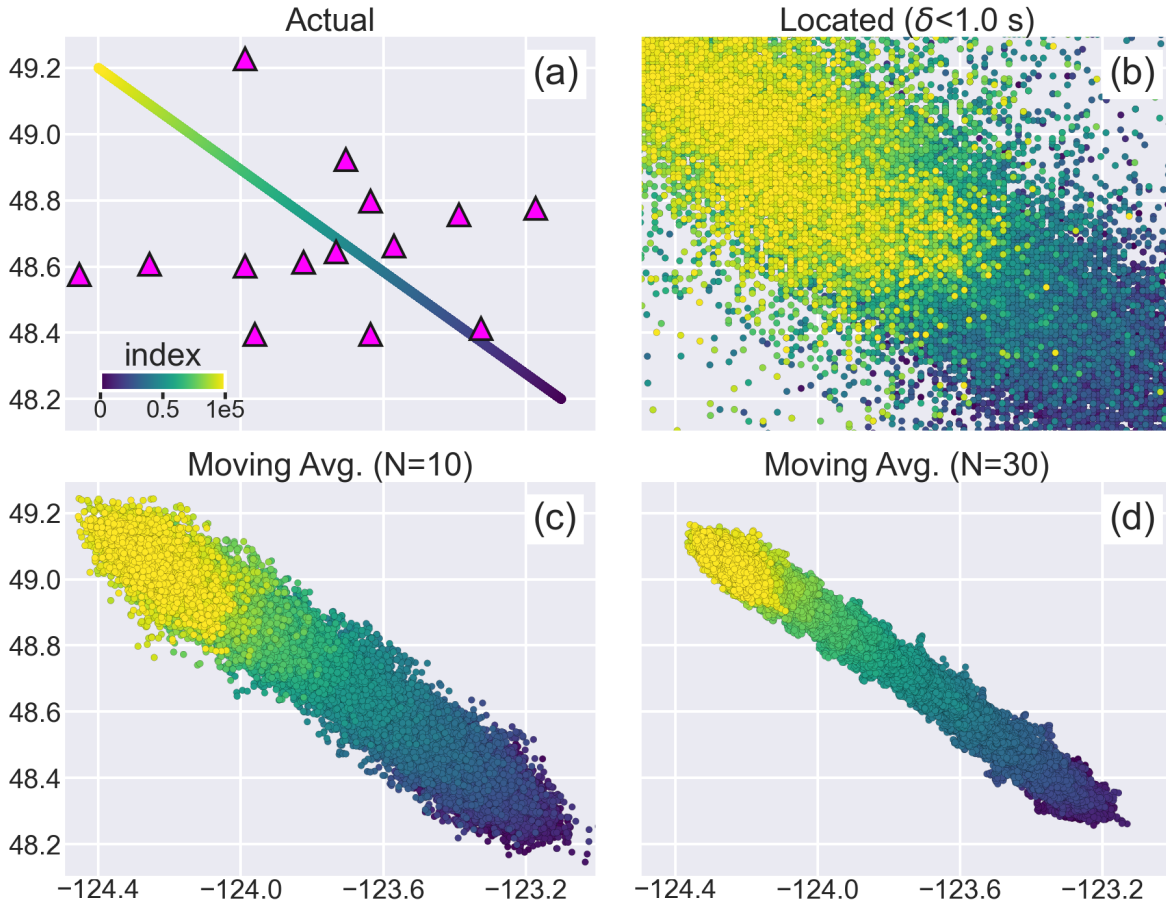 Actual
Located (δ<1.0 s)
49.2
(a)
(b)
49.0
48.8
48.6
48.4
index
0 0.5 1e5
48.2
Moving Avg. (N=10)
Moving Avg. (N=30)
49.2
(c)
(d)
49.0
48.8
48.6
48.4
48.2
−124.4 −124.0 −123.6 −123.2
−124.4 −124.0 −123.6 −123.2